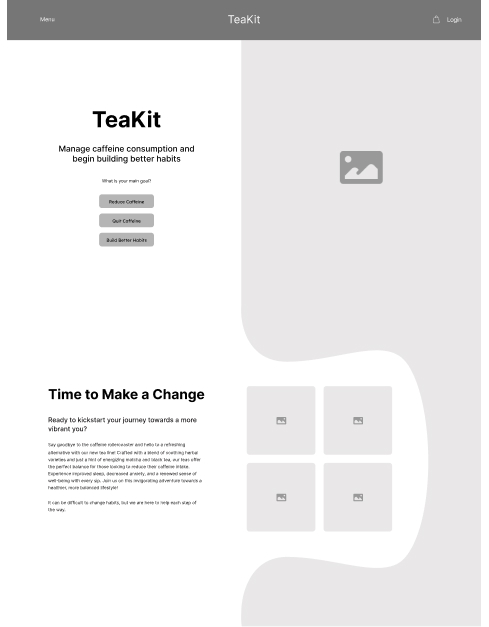 Menu
TeaKit
Login
TeaKit
Manage caffeine consumption and
begin building better habits
What is your main goal?
Reduce Caffeine
Quit Caffeine
Build Better Habits
Time to Make a Change
Ready to kickstart your journey towards a more
vibrant you?
Say goodbye to the caffeine rollercoaster and hello to a refreshing
alternative with our new tea line! Crafted with a blend of soothing herbal
varieties and just a hint of energizing matcha and black tea, our teas offer
the perfect balance for those looking to reduce their caffeine intake.
Experience improved sleep, decreased anxiety, and a renewed sense of
well-being with every sip. Join us on this invigorating adventure towards a
healthier, more balanced lifestyle!
It can be difficult to change habits, but we are here to help each step of
the way.